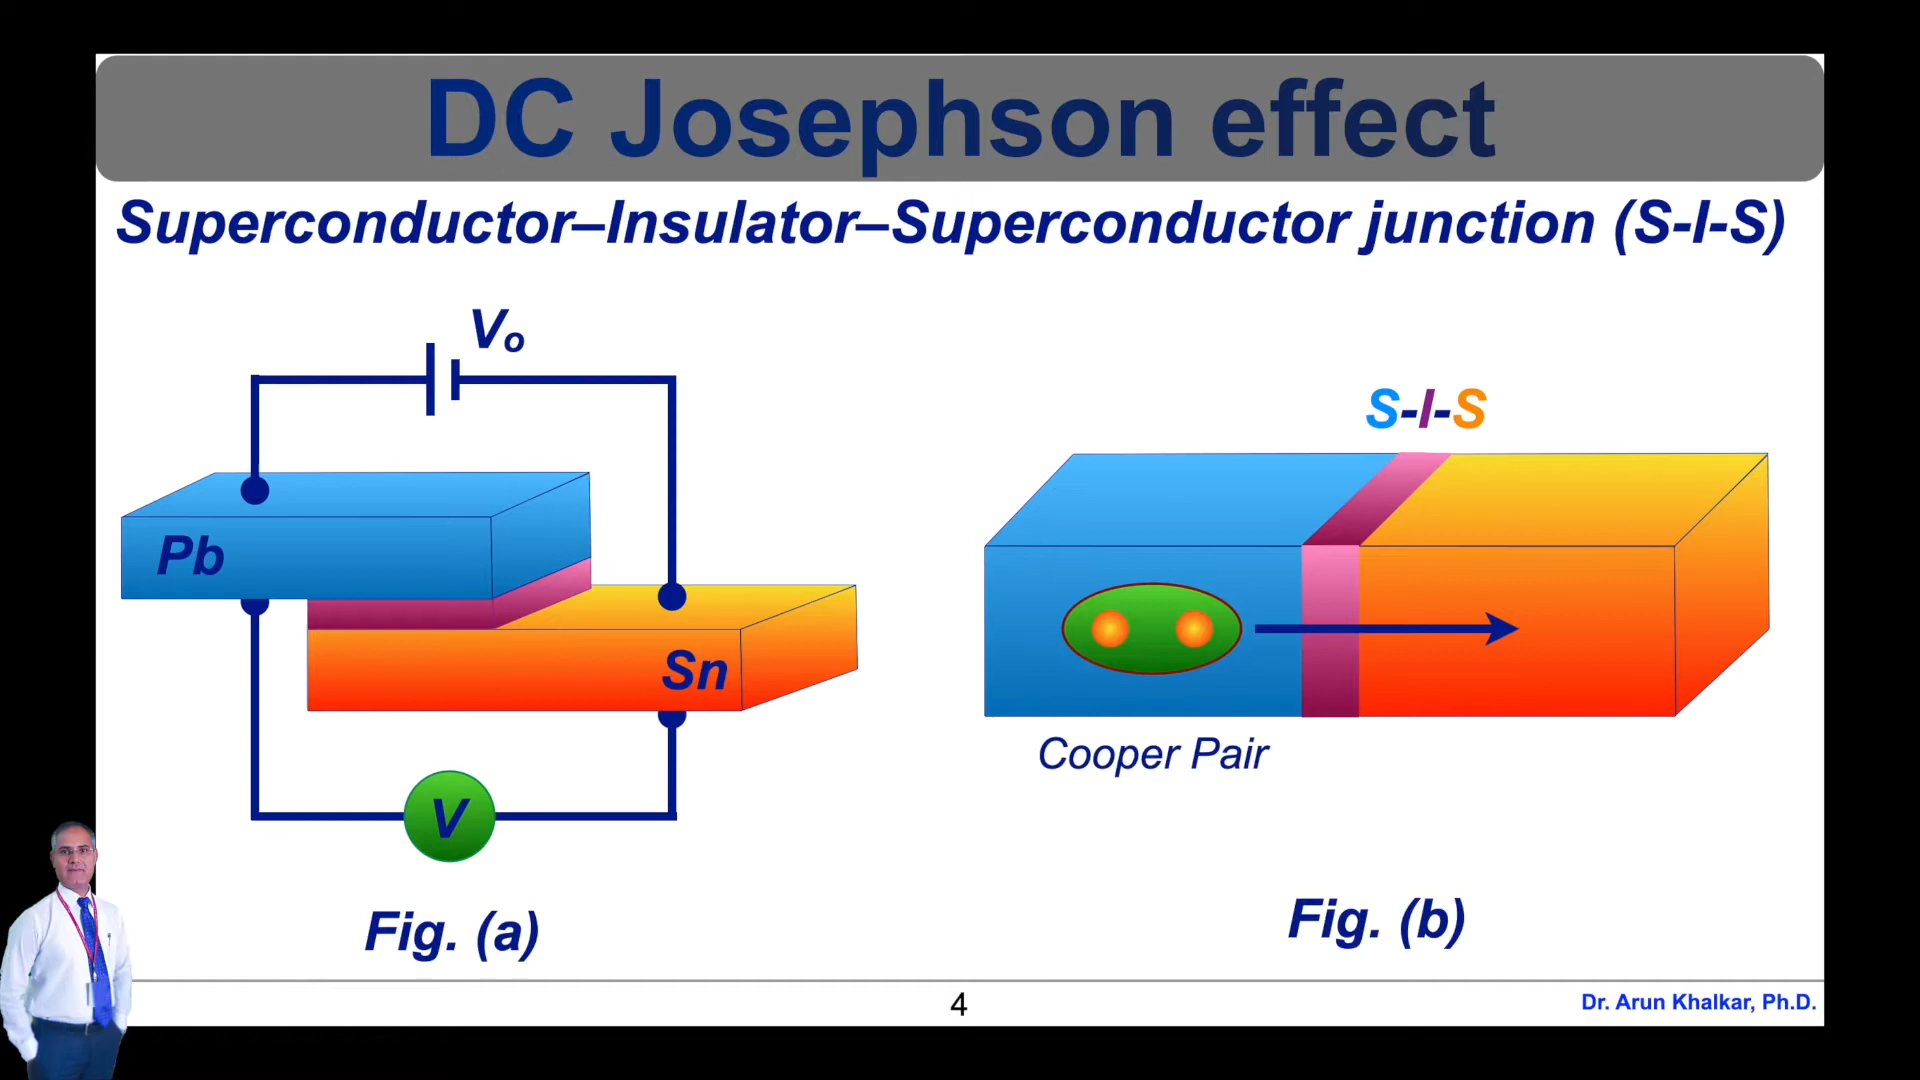 DC Josephson effect
Superconductor–Insulator–Superconductor junction (S-I-S)
Vo
Pb
Sn
V
Fig. (a)
S-I-S
Cooper Pair
Fig. (b)
4
Dr. Arun Khalkar, Ph.D.